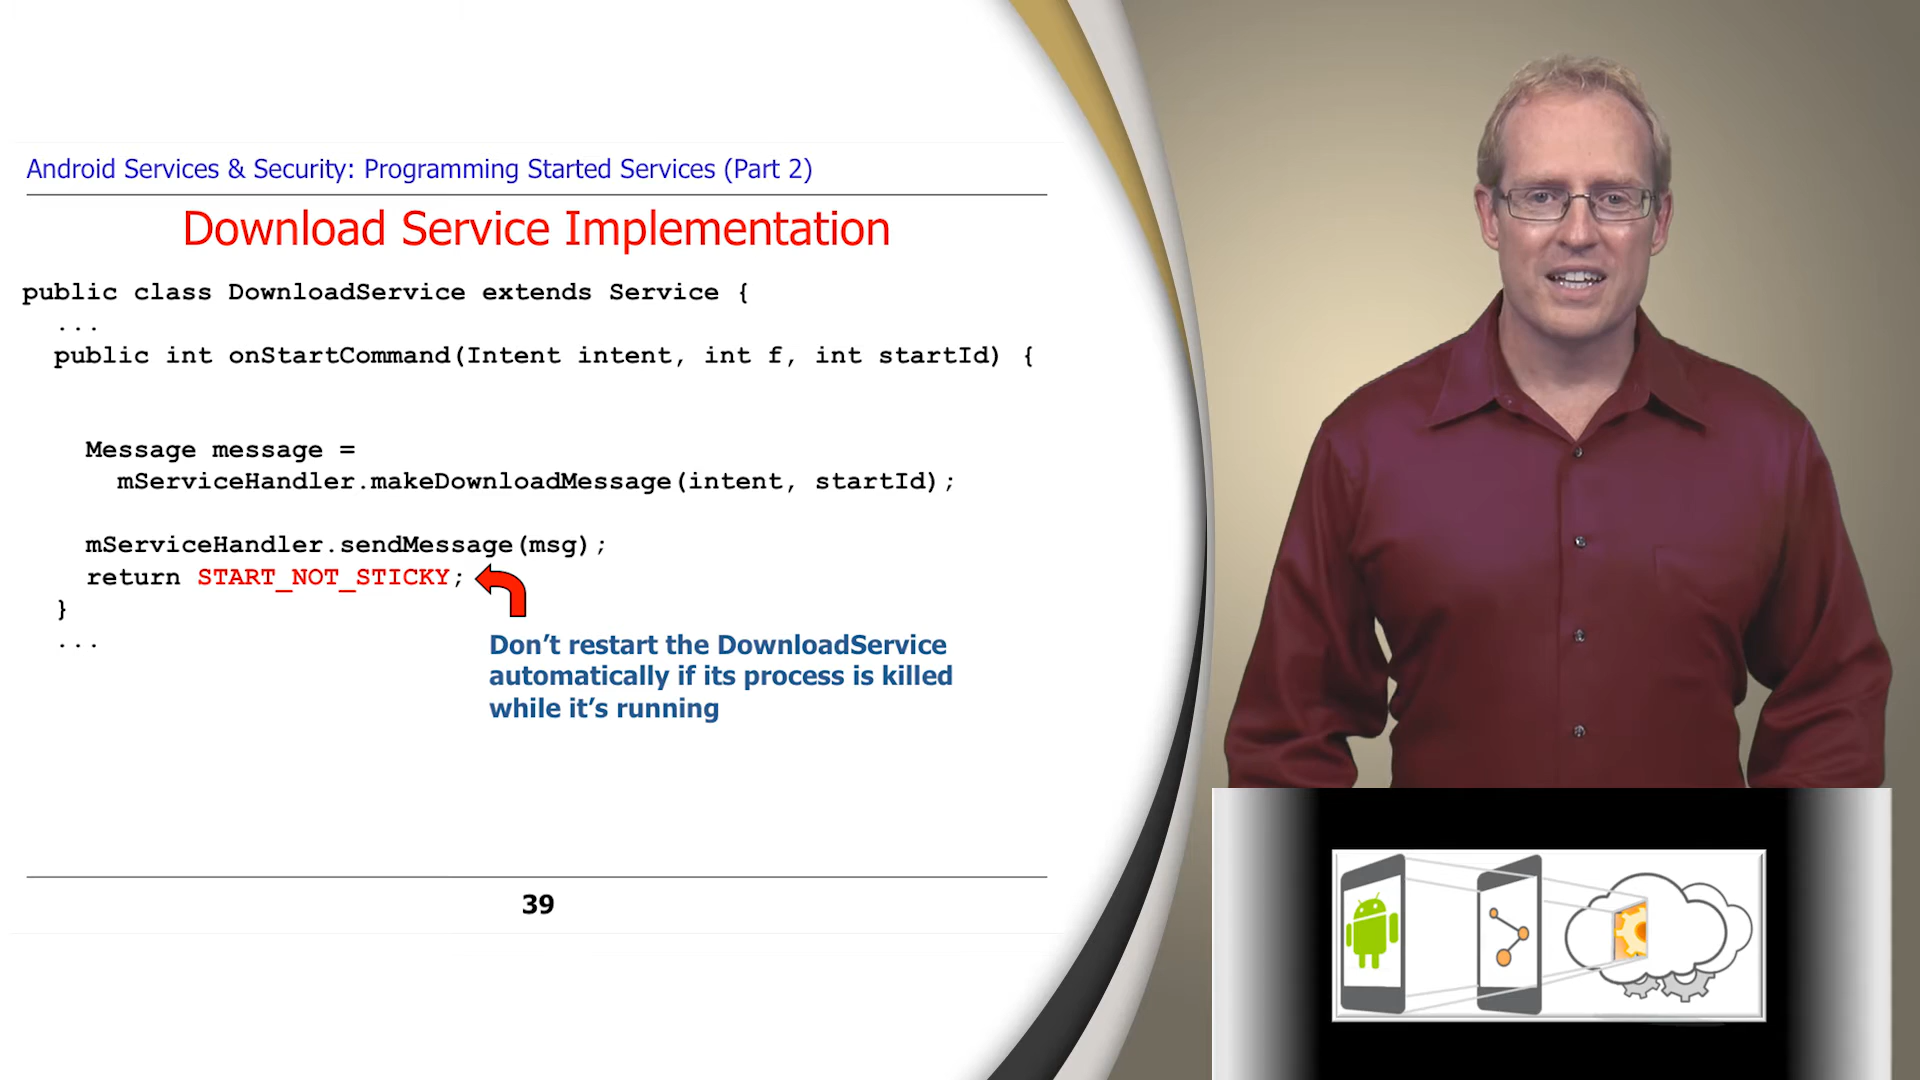 Android Services & Security: Programming Started Services (Part 2)
Download Service Implementation
public class DownloadService extends Service {
...
public int onStartCommand(Intent intent, int f, int startId) {
Message message =
mServiceHandler.makeDownloadMessage(intent, startId);
mServiceHandler.sendMessage(msg);
return START_NOT_STICKY;
}
...
Don’t restart the DownloadService
automatically if its process is killed
while it’s running
39